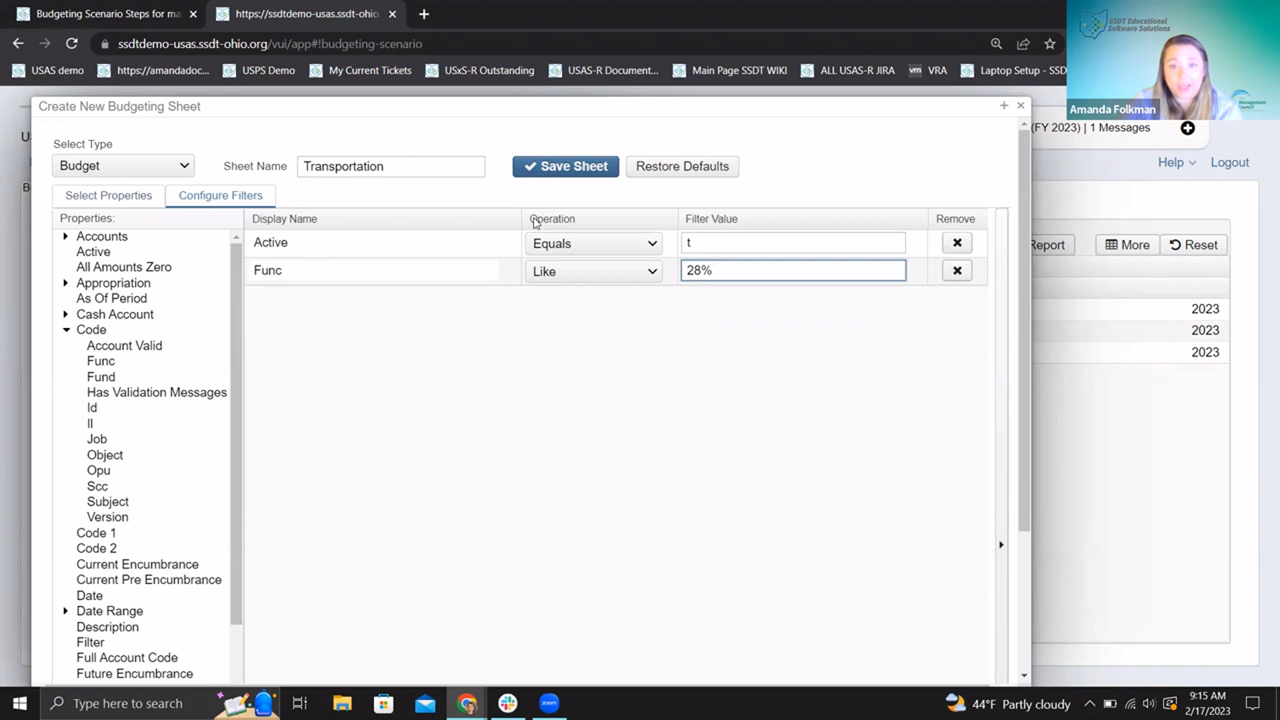 Budgeting Scenario Steps for ma
https://ssdtdemo-usas.ssdt-ohio.
ssdtdemo-usas.ssdt-ohio.org/vui/app#!budgeting-scenario
USAS demo
https://amandadoc...
USPS Demo
My Current Tickets
USxCR Outstanding
USAS-R Document...
Main Page SSDT WIKI
ALL USAS-R JIRA
vm VRA
Laptop Setup - SSD
SSDT Educational
Software Solutions
Amanda Folkman
Management
Council
Create New Budgeting Sheet
(FY 2023) | 1 Messages
Help
Logout
Select Type
Budget
Sheet Name
Transportation
Save Sheet
Restore Defaults
Select Properties
Configure Filters
Properties:
Display Name
Operation
Filter Value
Remove
Active
Equals
t
Func
Like
28%
Report
More
Reset
2023
2023
2023
Accounts
Active
All Amounts Zero
Appropriation
As Of Period
Cash Account
Code
Account Valid
Func
Fund
Has Validation Messages
Id
Il
Job
Object
Opu
Scc
Subject
Version
Code 1
Code 2
Current Encumbrance
Current Pre Encumbrance
Date
Date Range
Description
Filter
Full Account Code
Future Encumbrance
Type here to search
zoom
44°F Partly cloudy
9:15 AM
2/17/2023